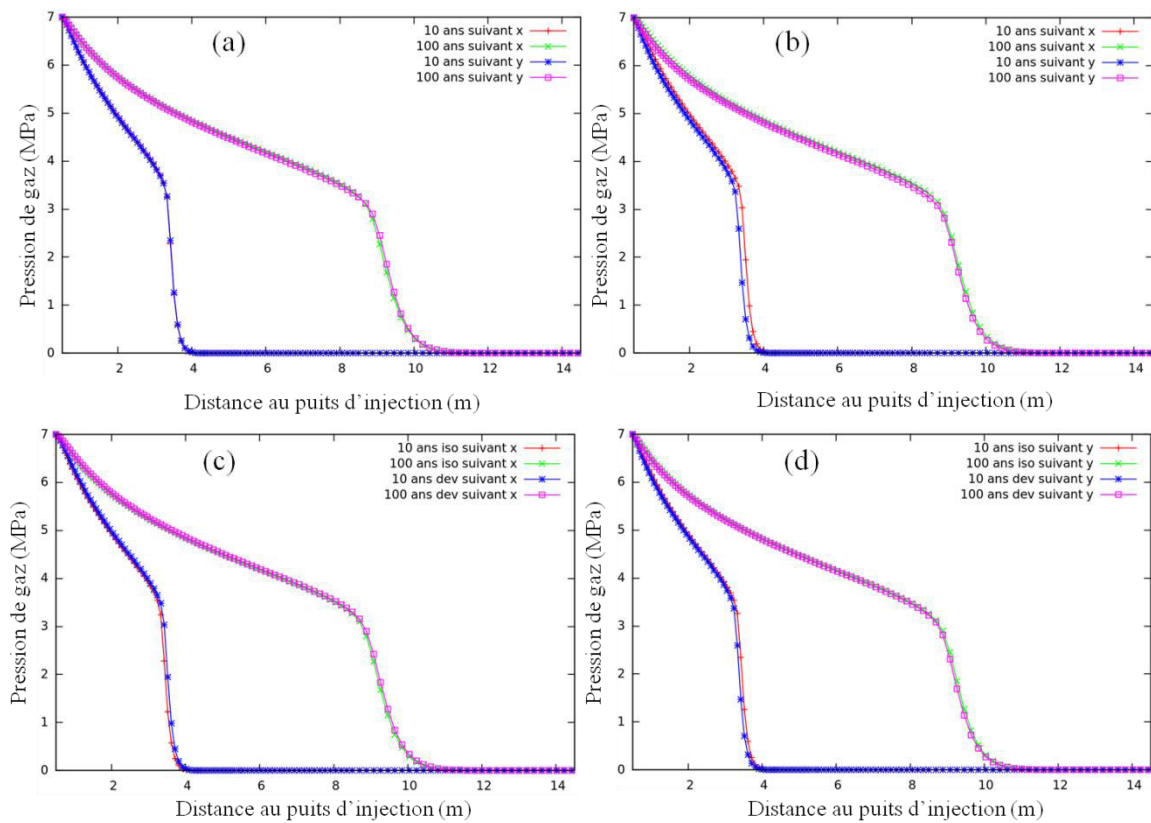 (a)
10 ans suivant x
100 ans suivant x
10 ans suivant y
100 ans suivant y
Pression de gaz (MPa)
7
6
5
4
3
2
1
0
2 4 6 8 10 12 14
Distance au puits d'injection (m)
(b)
10 ans suivant x
100 ans suivant x
10 ans suivant y
100 ans suivant y
Pression de gaz (MPa)
7
6
5
4
3
2
1
0
2 4 6 8 10 12 14
Distance au puits d'injection (m)
(c)
10 ans iso suivant x
100 ans iso suivant x
10 ans dev suivant x
100 ans dev suivant x
Pression de gaz (MPa)
7
6
5
4
3
2
1
0
2 4 6 8 10 12 14
Distance au puits d'injection (m)
(d)
10 ans iso suivant y
100 ans iso suivant y
10 ans dev suivant y
100 ans dev suivant y
Pression de gaz (MPa)
7
6
5
4
3
2
1
0
2 4 6 8 10 12 14
Distance au puits d'injection (m)